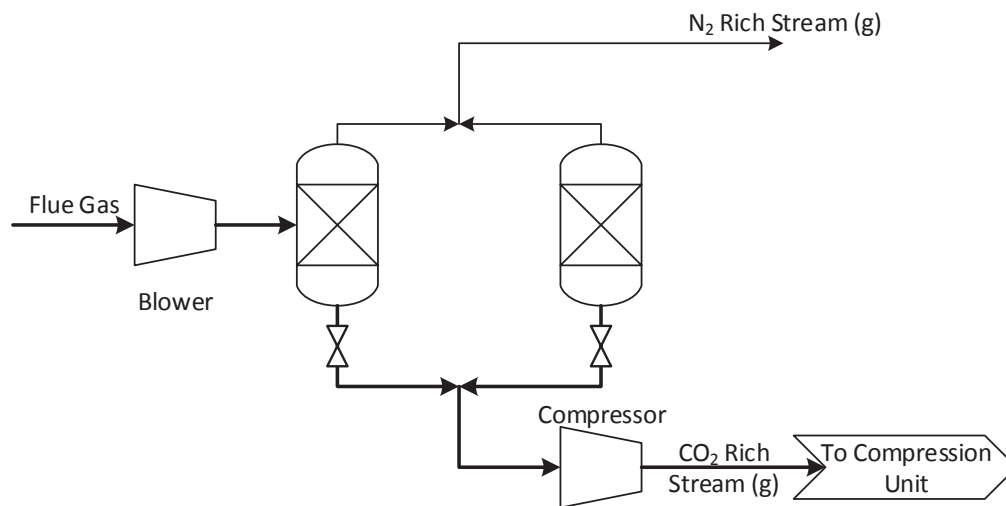 N₂ Rich Stream (g)
Flue Gas
Blower
Compressor
CO₂ Rich
Stream (g)
To Compression
Unit